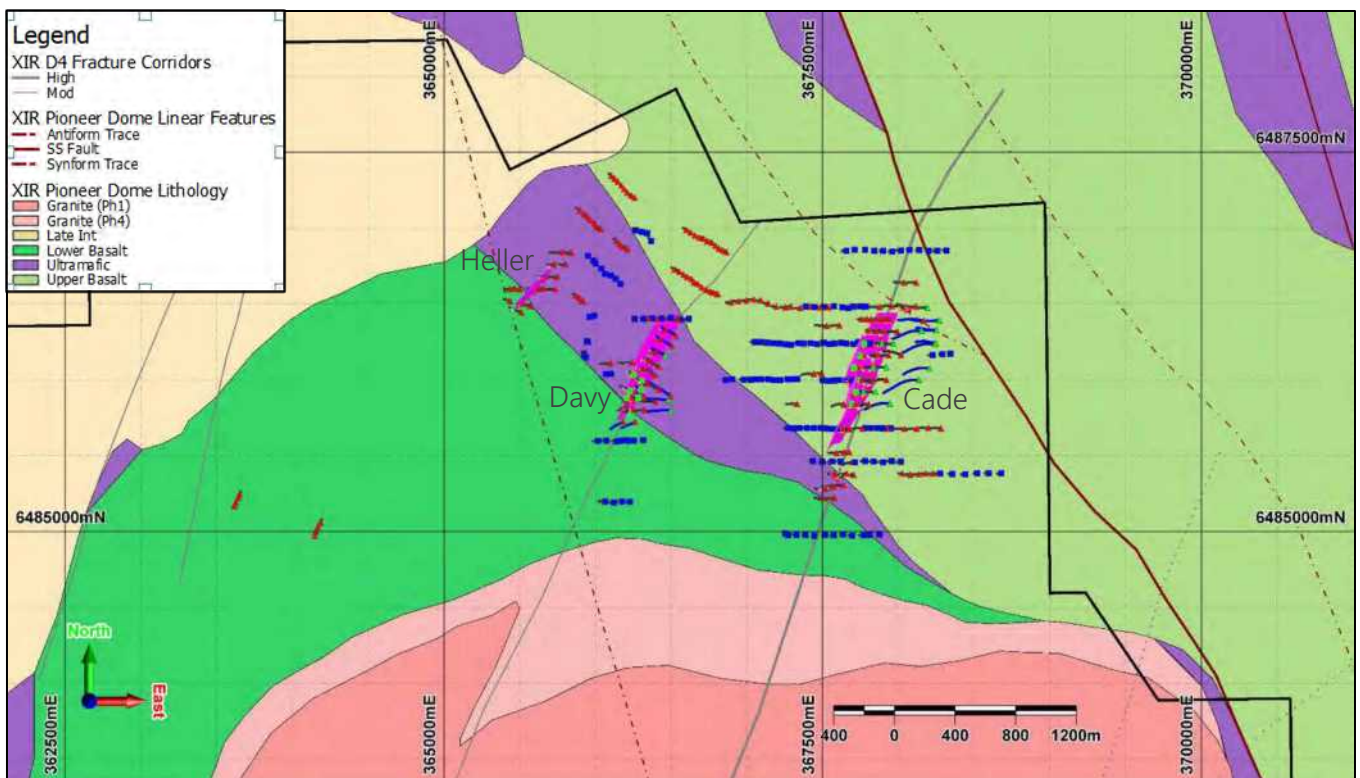 Legend
XIR D4 Fracture Corridors
High
Mod
XIR Pioneer Dome Linear Features
Antiform Trace
SS Fault
Synform Trace
XIR Pioneer Dome Lithology
Granite (Ph1)
Granite (Ph4)
Late Int
Lower Basalt
Ultramafic
Upper Basalt
365000mE
367500mE
370000mE
6487500mN
Heller
Davy
Cade
6485000mN
6485000mN
North
East
362500mE
365000mE
367500mE
370000mE
400 0 400 800 1200m